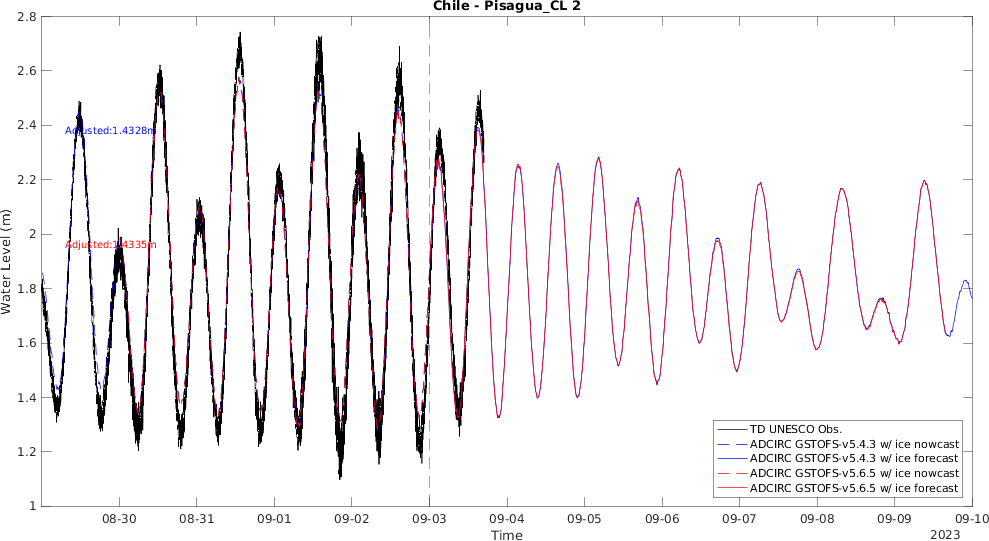 Chile - Pisagua_CL 2
2.8
2.6
2.4
2.2
2
1.8
1.6
1.4
1.2
1
Water Level (m)
Adjusted:1.4328m
Adjusted:1.4335m
TD UNESCO Obs.
ADCIRC GSTOFS-v5.4.3 w/ ice nowcast
ADCIRC GSTOFS-v5.4.3 w/ ice forecast
ADCIRC GSTOFS-v5.6.5 w/ ice nowcast
ADCIRC GSTOFS-v5.6.5 w/ ice forecast
08-30 08-31 09-01 09-02 09-03 09-04 09-05 09-06 09-07 09-08 09-09 09-10
Time
2023